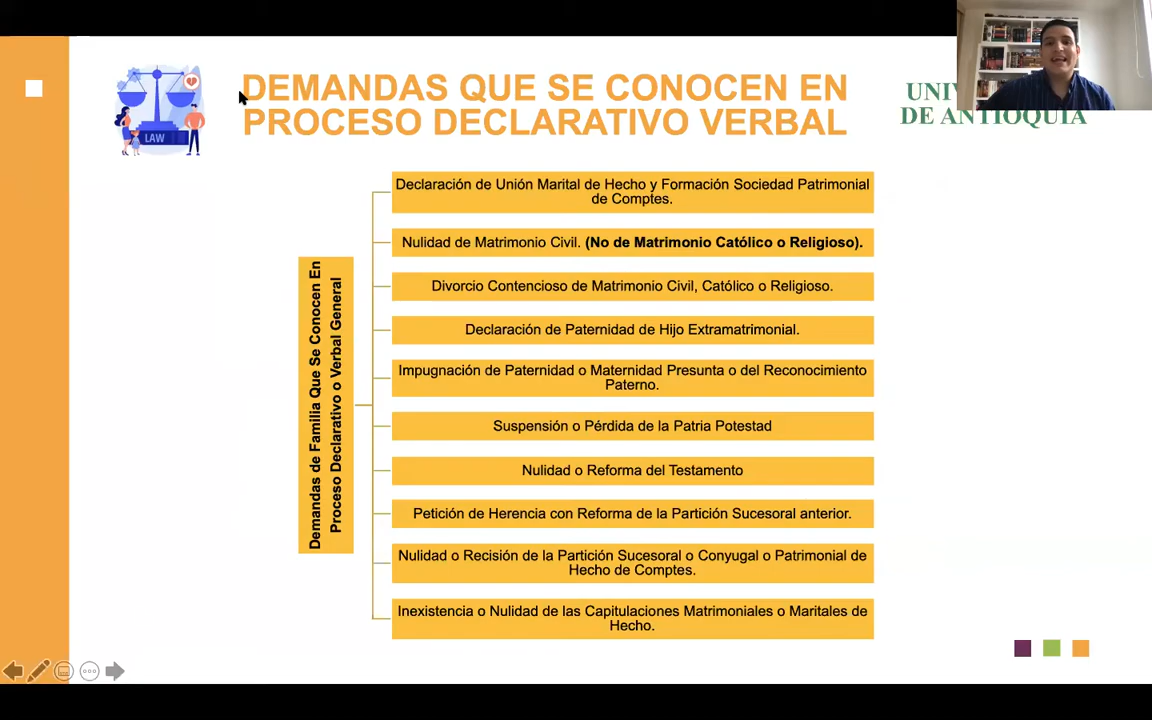 DEMANDAS QUE SE CONOCEN EN
PROCESO DECLARATIVO VERBAL
DE ANTIOQUIA
LAW
Demandas de Familia Que Se Conocen En
Proceso Declarativo o Verbal General
Declaración de Unión Marital de Hecho y Formación Sociedad Patrimonial
de Comptes.
Nulidad de Matrimonio Civil. (No de Matrimonio Católico o Religioso).
Divorcio Contencioso de Matrimonio Civil, Católico o Religioso.
Declaración de Paternidad de Hijo Extramatrimonial.
Impugnación de Paternidad o Maternidad Presunta o del Reconocimiento
Paterno.
Suspensión o Pérdida de la Patria Potestad
Nulidad o Reforma del Testamento
Petición de Herencia con Reforma de la Partición Sucesoral anterior.
Nulidad o Recisión de la Partición Sucesoral o Conyugal o Patrimonial de
Hecho de Comptes.
Inexistencia o Nulidad de las Capitulaciones Matrimoniales o Maritales de
Hecho.